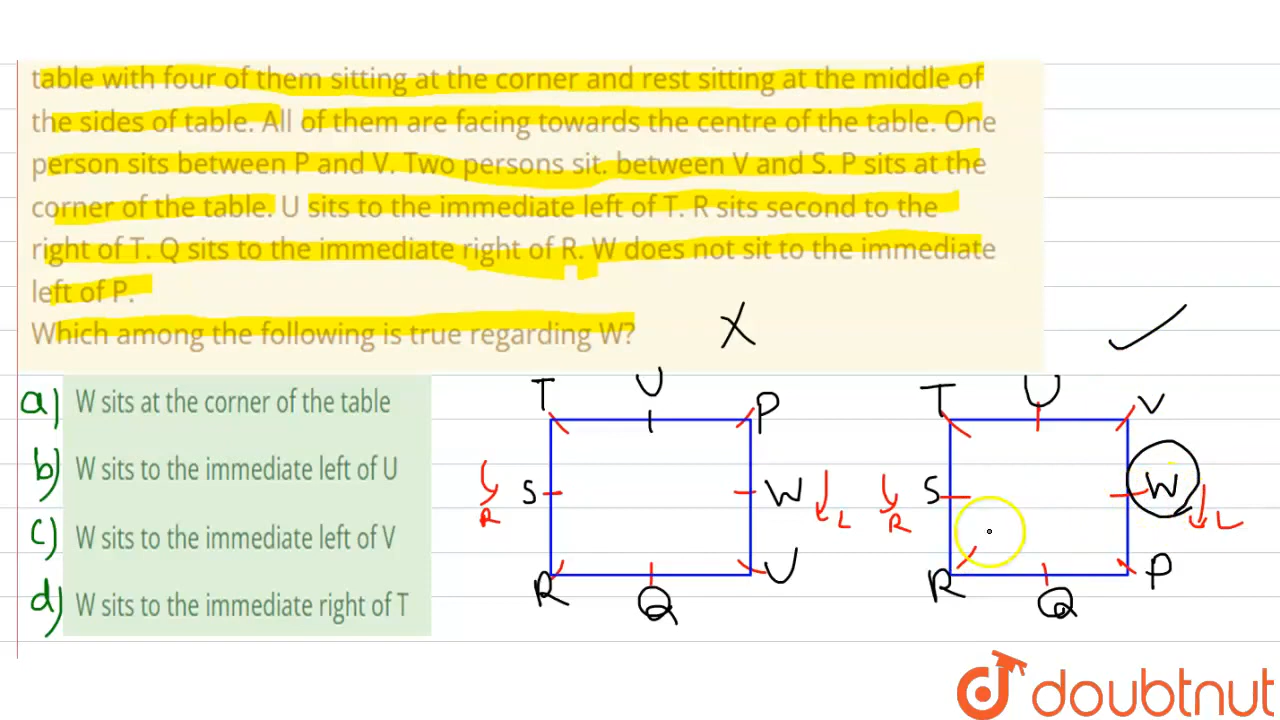 table with four of them sitting at the corner and rest sitting at the middle of
the sides of table. All of them are facing towards the centre of the table. One
person sits between P and V. Two persons sit. between V and S. P sits at the
corner of the table. U sits to the immediate left of T. R sits second to the
right of T. Q sits to the immediate right of R. W does not sit to the immediate
left of P.
Which among the following is true regarding W?
a) W sits at the corner of the table
b) W sits to the immediate left of U
c) W sits to the immediate left of V
d) W sits to the immediate right of T
T U P
S W
R L
R Q U
T U V
S W
R L
R Q P
doubtnut